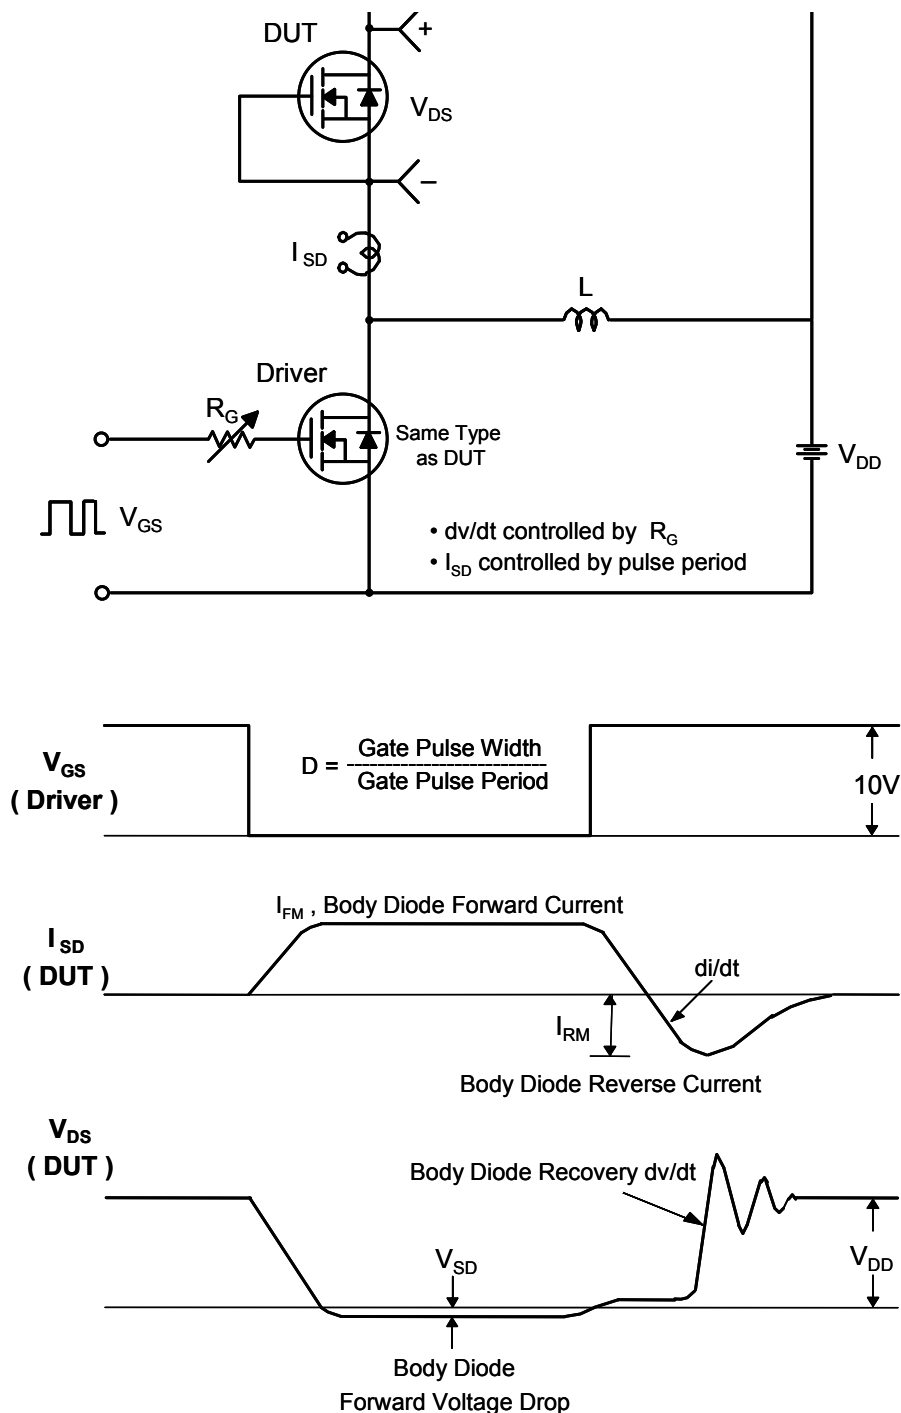 DUT
+
V DS
–
I SD
L
Driver
R G
Same Type
as DUT
V DD
V GS
• dv/dt controlled by R G
• I SD controlled by pulse period
V GS
( Driver )
D = Gate Pulse Width
Gate Pulse Period
10V
I FM , Body Diode Forward Current
I SD
( DUT )
di/dt
I RM
Body Diode Reverse Current
V DS
( DUT )
Body Diode Recovery dv/dt
V SD
V DD
Body Diode
Forward Voltage Drop